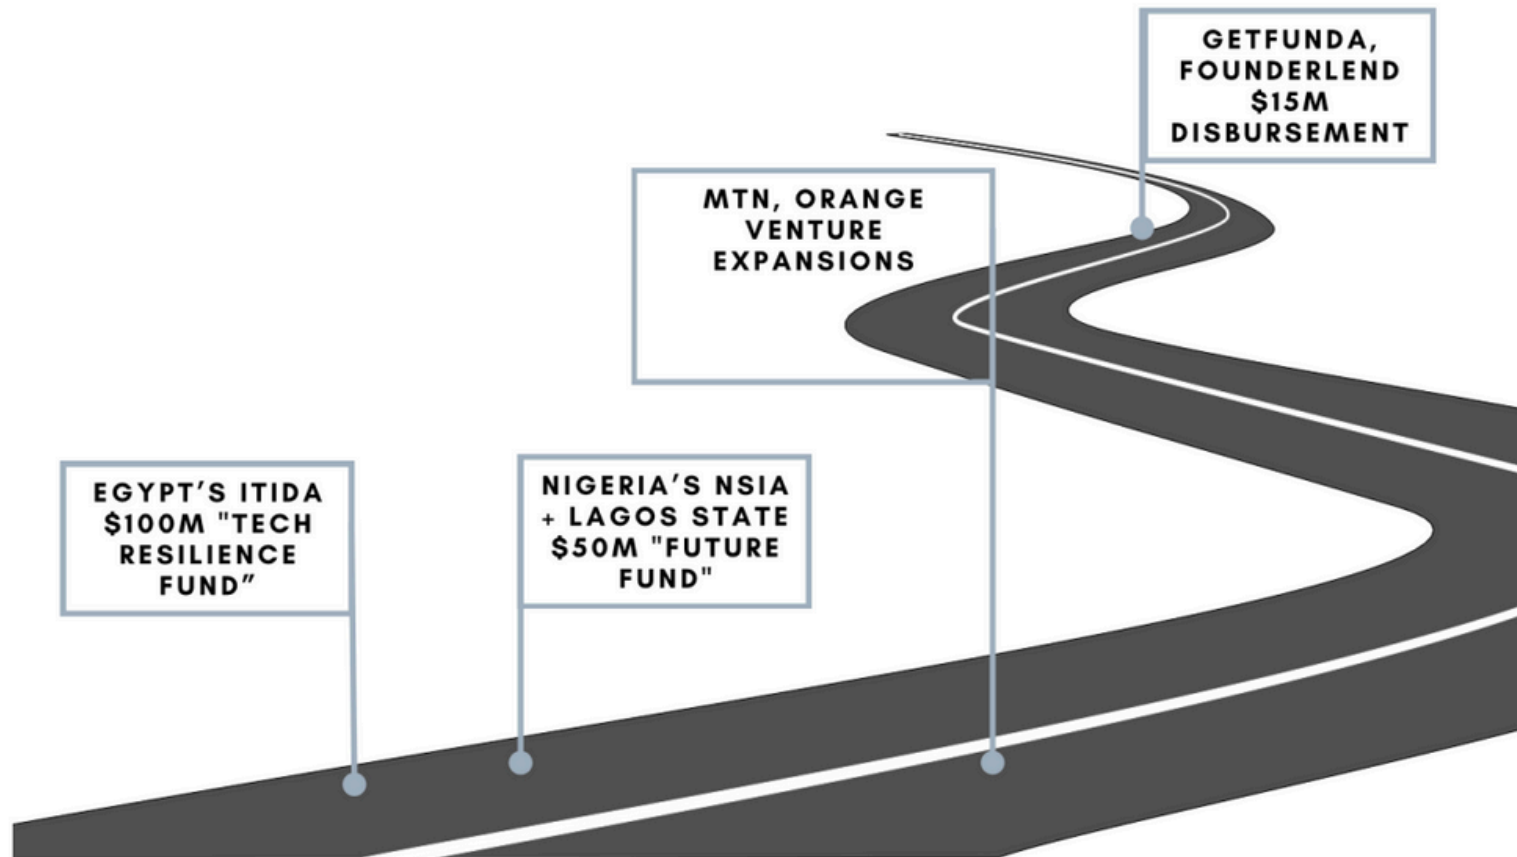 GETFUNDA,
FOUNDERLEND
$15M
DISBURSEMENT
MTN, ORANGE
VENTURE
EXPANSIONS
EGYPT’S ITIDA
$100M "TECH
RESILIENCE
FUND”
NIGERIA’S NSIA
+ LAGOS STATE
$50M "FUTURE
FUND"